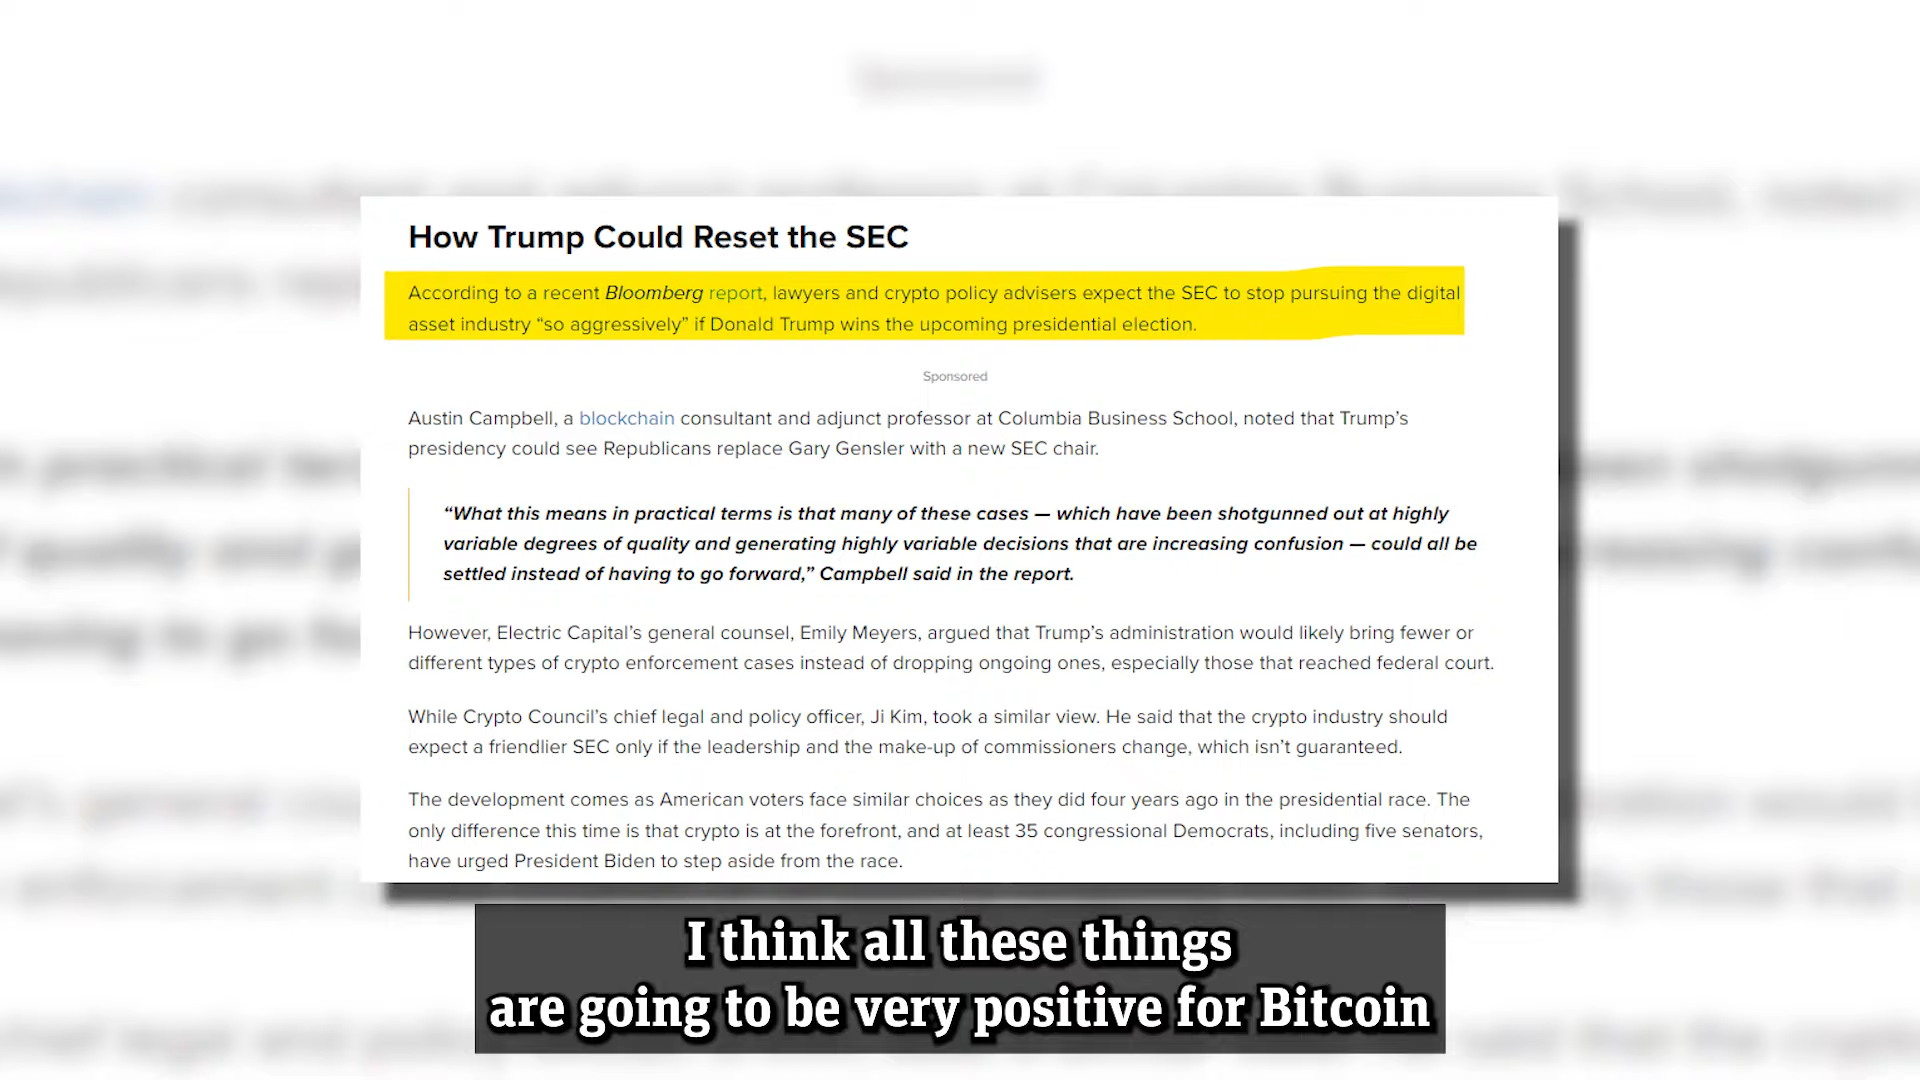 Sponsored
How Trump Could Reset the SEC
According to a recent Bloomberg report, lawyers and crypto policy advisers expect the SEC to stop pursuing the digital
asset industry “so aggressively” if Donald Trump wins the upcoming presidential election.
Sponsored
Austin Campbell, a blockchain consultant and adjunct professor at Columbia Business School, noted that Trump’s
presidency could see Republicans replace Gary Gensler with a new SEC chair.
“What this means in practical terms is that many of these cases — which have been shotgunned out at highly
variable degrees of quality and generating highly variable decisions that are increasing confusion — could all be
settled instead of having to go forward,” Campbell said in the report.
However, Electric Capital’s general counsel, Emily Meyers, argued that Trump’s administration would likely bring fewer or
different types of crypto enforcement cases instead of dropping ongoing ones, especially those that reached federal court.
While Crypto Council’s chief legal and policy officer, Ji Kim, took a similar view. He said that the crypto industry should
expect a friendlier SEC only if the leadership and the make-up of commissioners change, which isn’t guaranteed.
The development comes as American voters face similar choices as they did four years ago in the presidential race. The
only difference this time is that crypto is at the forefront, and at least 35 congressional Democrats, including five senators,
have urged President Biden to step aside from the race.
I think all these things
are going to be very positive for Bitcoin